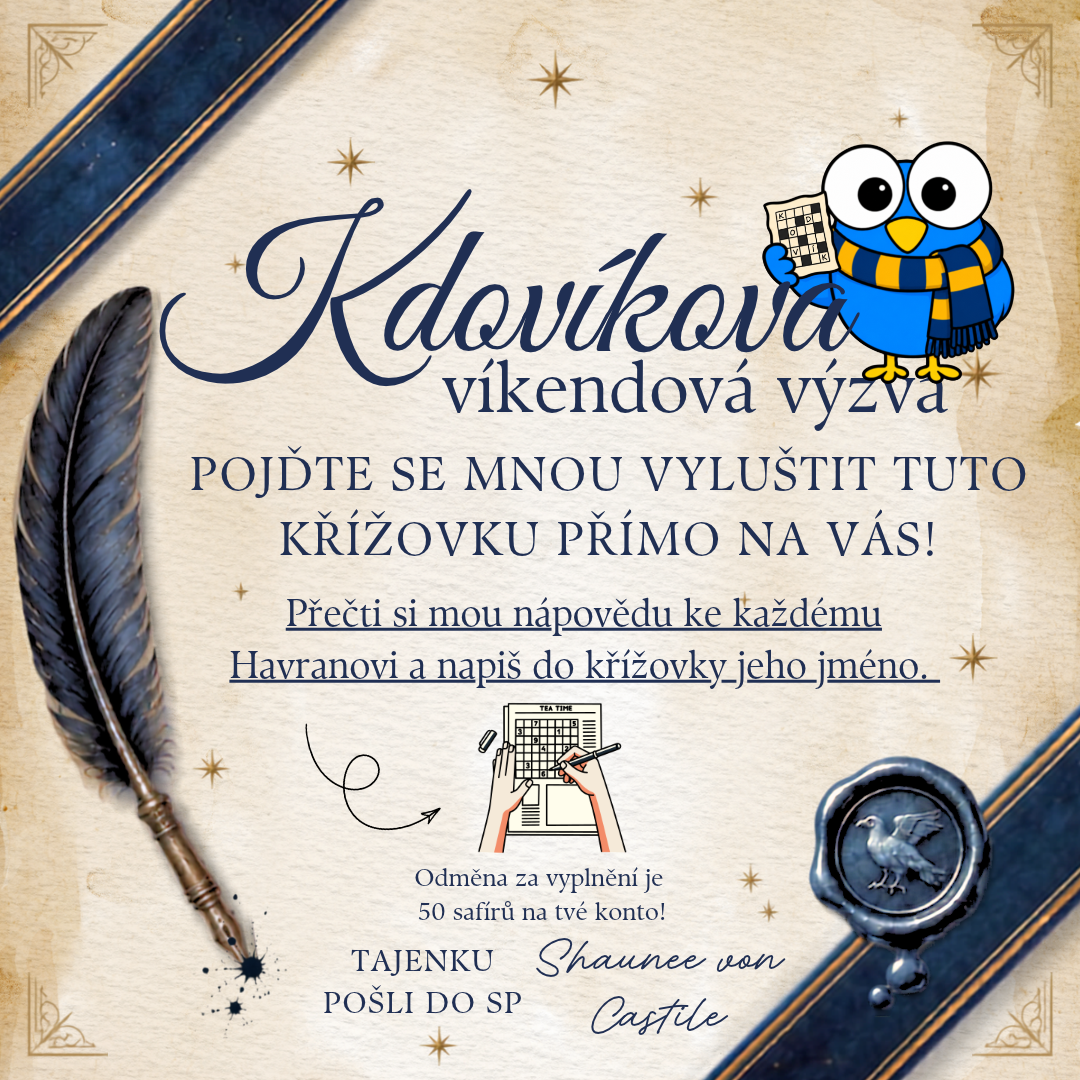 Kdovíkova
víkendová výzva
POJĎTE SE MNOU VYLUŠTIT TUTO
KŘÍŽOVKU PŘÍMO NA VÁS!
Přečti si mou nápovědu ke každému
Havranovi a napiš do křížovky jeho jméno.
TEA TIME
Odměna za vyplnění je
50 safírů na tvé konto!
TAJENKU
POŠLI DO SP
Shaunee von
Castile